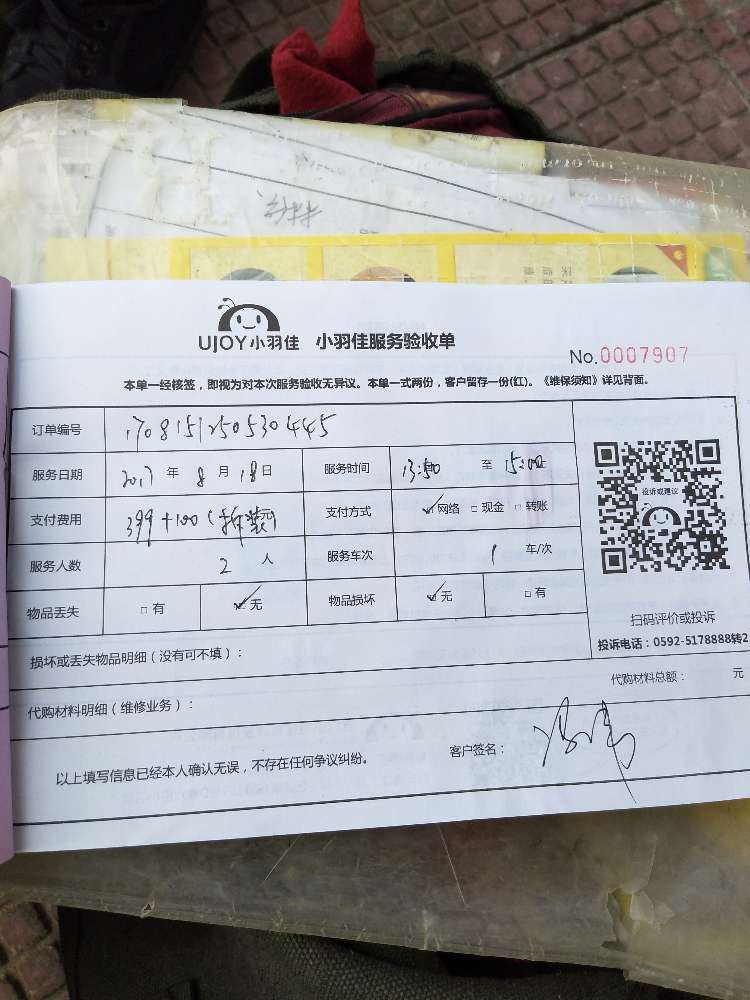 UJOY小羽佳 小羽佳服务验收单
No.0007907
本单一经核签，即视为对本次服务验收无异议。本单一式两份，客户留存一份(红)。《维保须知》详见背面。
订单编号 1708151250530445
服务日期 2017年8月18日 服务时间 13:50 至 15:00
支付费用 399+100(拆装) 支付方式 ✓网络 □现金 □转账
服务人数 2人 服务车次 1 车/次
物品丢失 □有 ✓无 物品损坏 ✓无 □有
投诉或建议
扫码评价或投诉
投诉电话：0592-5178888转2
损坏或丢失物品明细（没有可不填）：
代购材料明细（维修业务）： 代购材料总额： 元
以上填写信息已经本人确认无误，不存在任何争议纠纷。 客户签名：